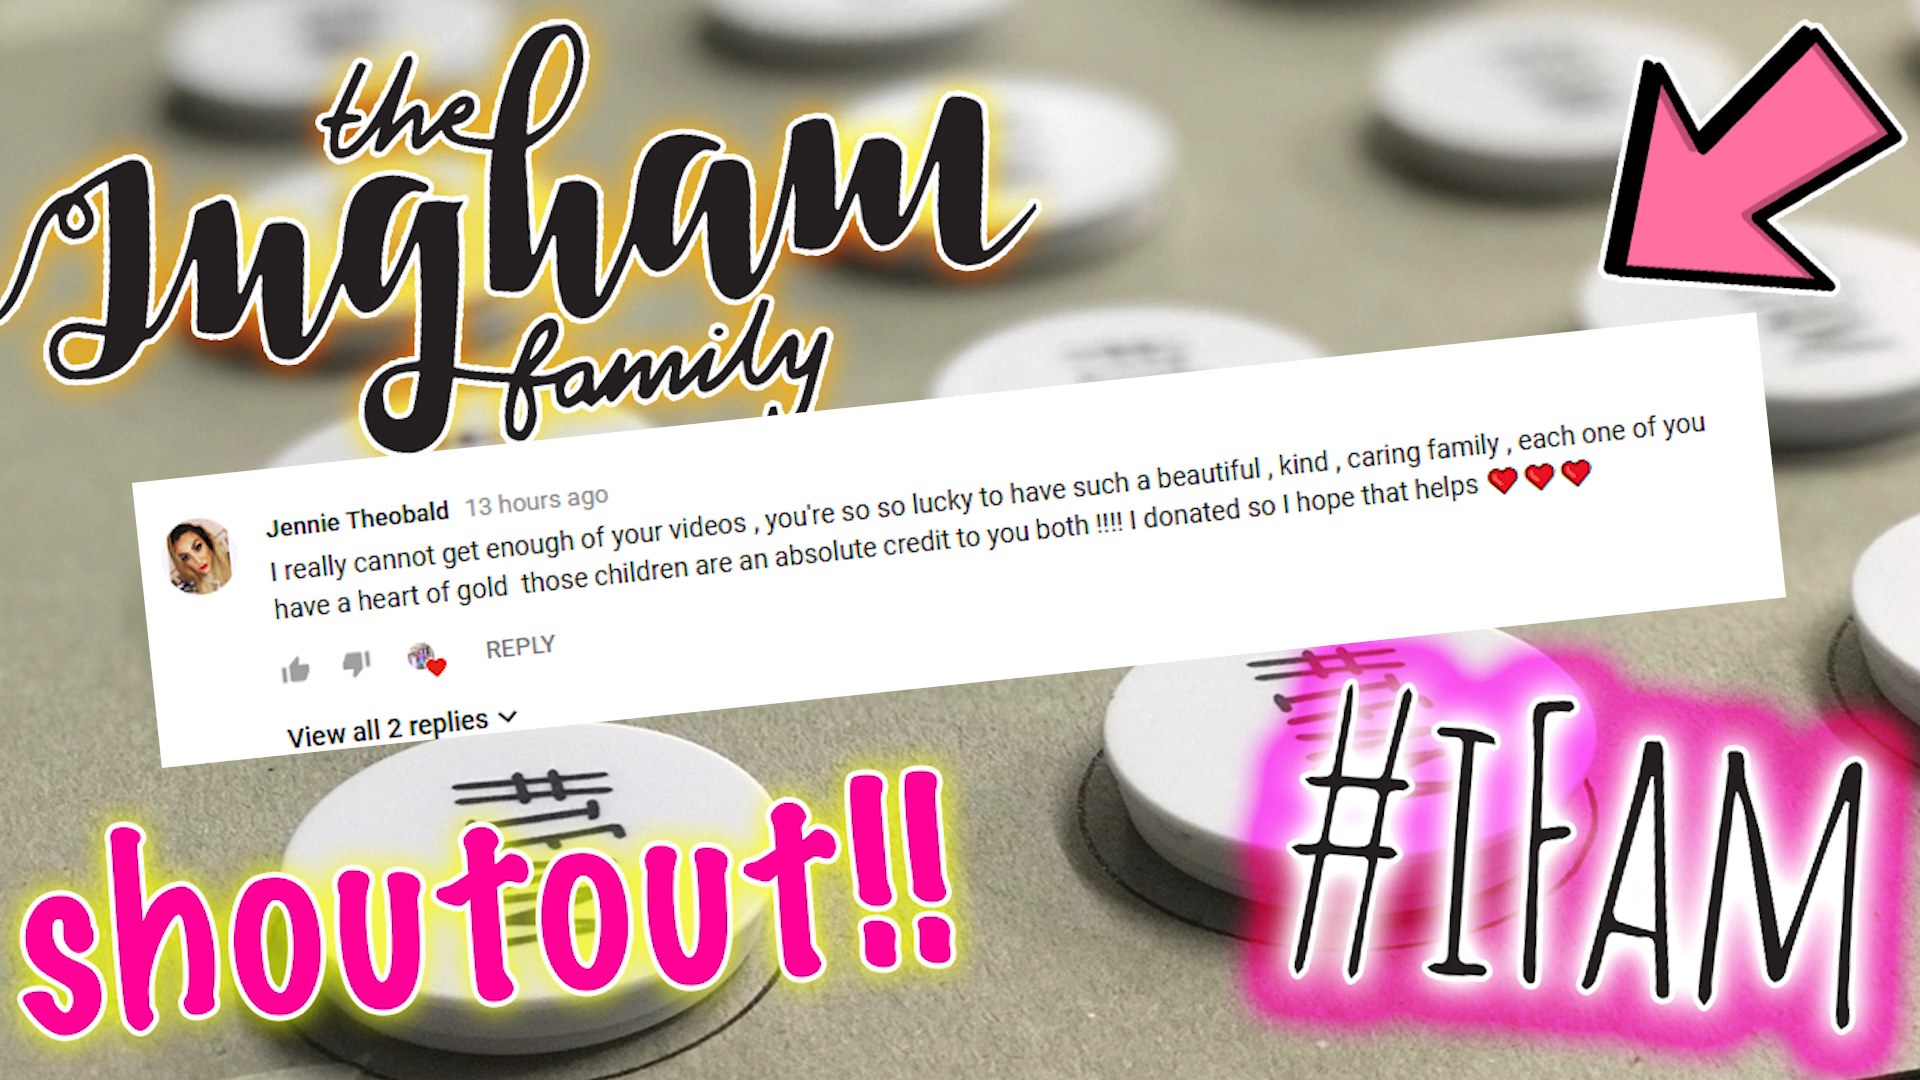 the
Ingham
family
Jennie Theobald 13 hours ago
I really cannot get enough of your videos , you're so so lucky to have such a beautiful , kind , caring family , each one of you
have a heart of gold  those children are an absolute credit to you both !!!! I donated so I hope that helps ❤️❤️❤️
REPLY
View all 2 replies
#IFAM
#IFAM
shoutout!!
#IFAM